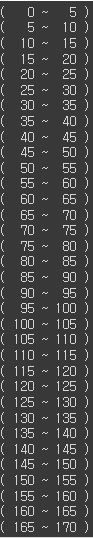 (   0 ~   5 )
(   5 ~  10 )
(  10 ~  15 )
(  15 ~  20 )
(  20 ~  25 )
(  25 ~  30 )
(  30 ~  35 )
(  35 ~  40 )
(  40 ~  45 )
(  45 ~  50 )
(  50 ~  55 )
(  55 ~  60 )
(  60 ~  65 )
(  65 ~  70 )
(  70 ~  75 )
(  75 ~  80 )
(  80 ~  85 )
(  85 ~  90 )
(  90 ~  95 )
(  95 ~ 100 )
( 100 ~ 105 )
( 105 ~ 110 )
( 110 ~ 115 )
( 115 ~ 120 )
( 120 ~ 125 )
( 125 ~ 130 )
( 130 ~ 135 )
( 135 ~ 140 )
( 140 ~ 145 )
( 145 ~ 150 )
( 150 ~ 155 )
( 155 ~ 160 )
( 160 ~ 165 )
( 165 ~ 170 )